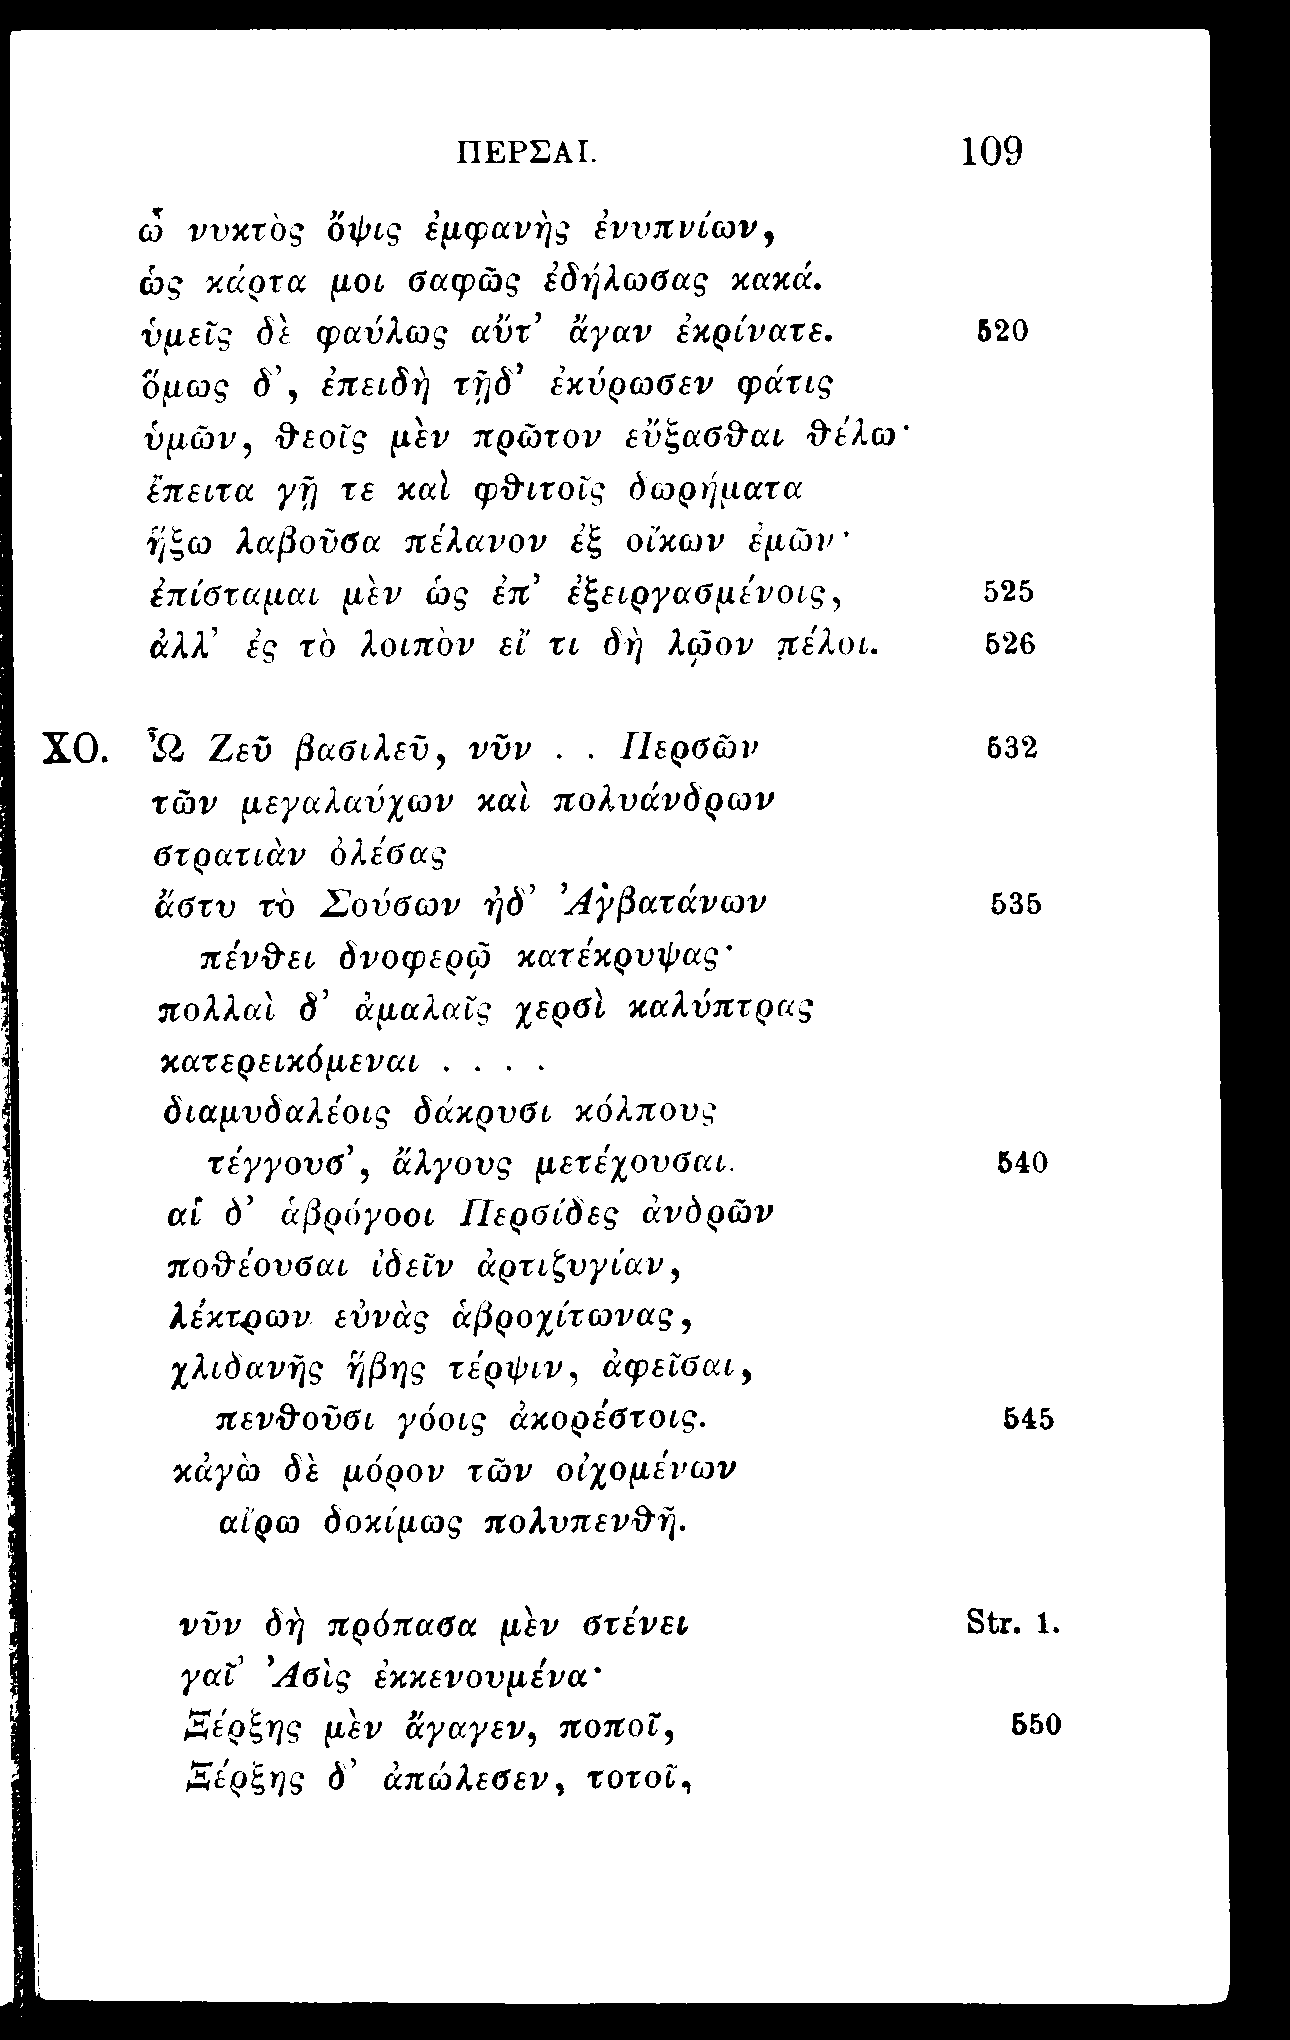 ΠΕΡΣΑΙ. 109
ὦ νυκτὸς ὄψις ἐμφανὴς ἐνυπνίων,
ὡς κάρτα μοι σαφῶς ἐδήλωσας κακά.
ὑμεῖς δὲ φαύλως αὔτ’ ἄγαν ἐκρίνατε. 520
ὅμως δ’, ἐπειδὴ τῇδ’ ἐκύρωσεν φάτις
ὑμῶν, θεοῖς μὲν πρῶτον εὔξασθαι θέλω·
ἔπειτα γῇ τε καὶ φθιτοῖς δωρήματα
ἥξω λαβοῦσα πέλανον ἐξ οἴκων ἐμῶν·
ἐπίσταμαι μὲν ὡς ἐπ’ ἐξειργασμένοις, 525
ἀλλ’ ἐς τὸ λοιπὸν εἴ τι δὴ λῷον πέλοι. 526
ΧΟ. Ὦ Ζεῦ βασιλεῦ, νῦν . . Περσῶν 532
τῶν μεγαλαύχων καὶ πολυάνδρων
στρατιὰν ὀλέσας
ἄστυ τὸ Σούσων ἠδ’ Ἀγβατάνων 535
πένθει δνοφερῷ κατέκρυψας·
πολλαὶ δ’ ἁμαλαῖς χερσὶ καλύπτρας
κατερεικόμεναι . . . .
διαμυδαλέοις δάκρυσι κόλπους
τέγγουσ’, ἄλγους μετέχουσαι. 540
αἱ δ’ ἁβρόγοοι Περσίδες ἀνδρῶν
ποθέουσαι ἰδεῖν ἀρτιζυγίαν,
λέκτρων εὐνὰς ἁβροχίτωνας,
χλιδανῆς ἥβης τέρψιν, ἀφεῖσαι,
πενθοῦσι γόοις ἀκορέστοις. 545
κἀγὼ δὲ μόρον τῶν οἰχομένων
αἴρω δοκίμως πολυπενθῆ.
νῦν δὴ πρόπασα μὲν στένει Str. 1.
γαῖ’ Ἀσὶς ἐκκενουμένα·
Ξέρξης μὲν ἄγαγεν, ποποῖ, 550
Ξέρξης δ’ ἀπώλεσεν, τοτοῖ,